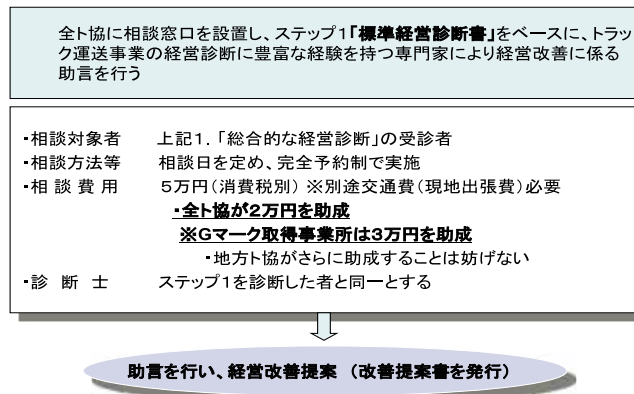 全ト協に相談窓口を設置し、ステップ1「標準経営診断書」をベースに、トラッ
ク運送事業の経営診断に豊富な経験を持つ専門家により経営改善に係る
助言を行う
・相談対象者　上記1．「総合的な経営診断」の受診者
・相談方法等　相談日を定め、完全予約制で実施
・相 談 費 用　５万円（消費税別）※別途交通費（現地出張費）必要
・全ト協が２万円を助成
※Gマーク取得事業所は３万円を助成
・地方ト協がさらに助成することは妨げない
・診　断　士　ステップ1を診断した者と同一とする
助言を行い、経営改善提案　（改善提案書を発行）